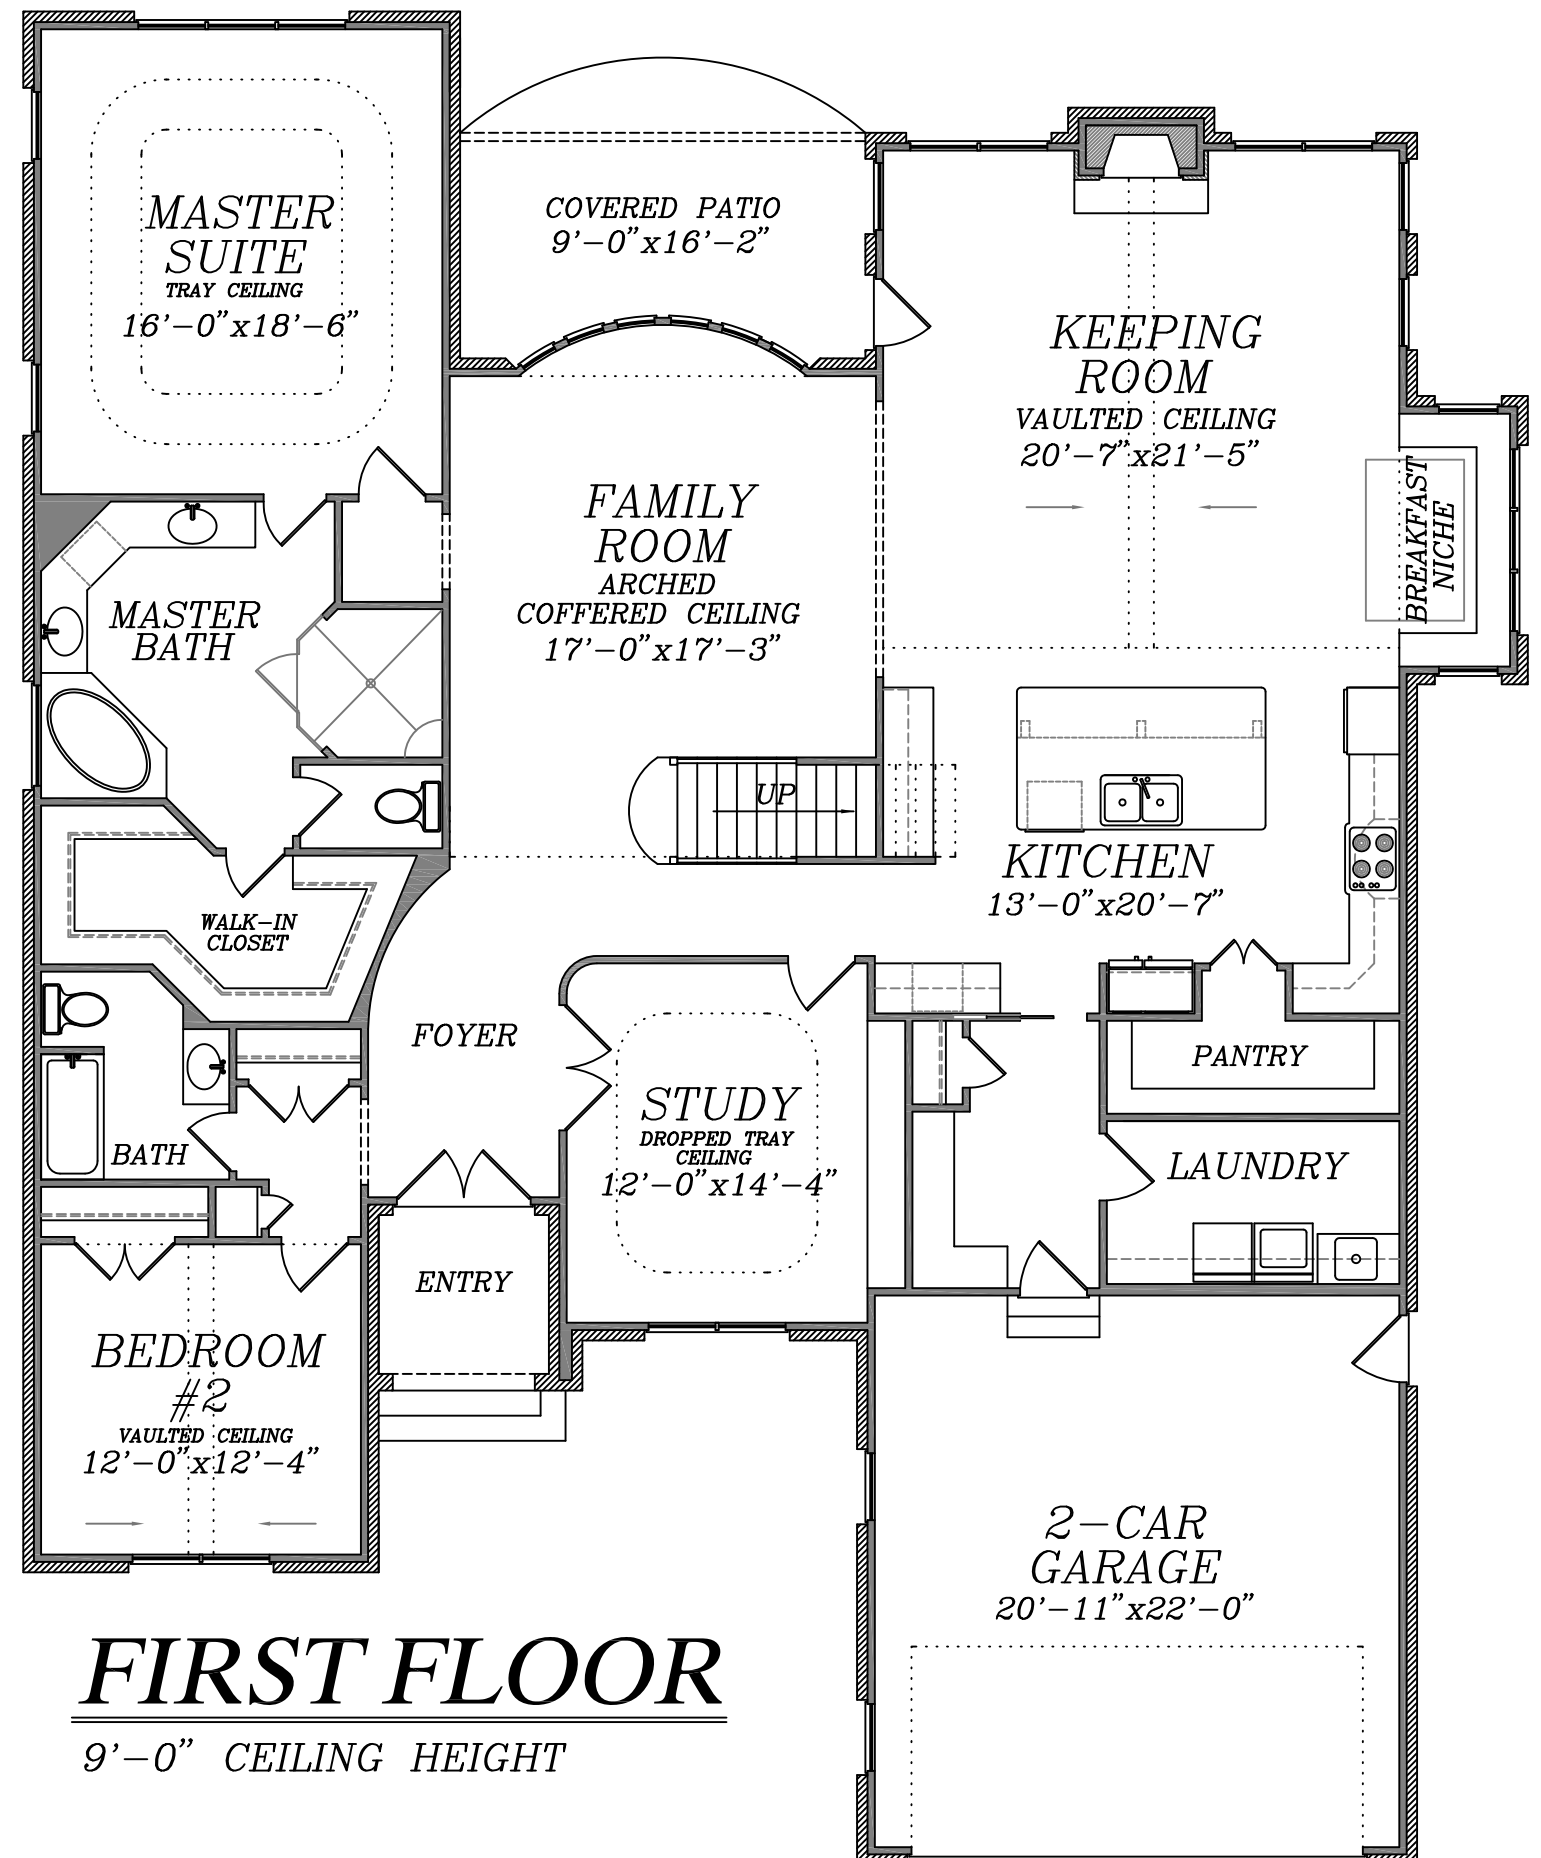 MASTER
SUITE
TRAY CEILING
16'-0"x18'-6"
COVERED PATIO
9'-0"x16'-2"
KEEPING
ROOM
VAULTED CEILING
20'-7"x21'-5"
BREAKFAST
NICHE
FAMILY
ROOM
ARCHED
COFFERED CEILING
17'-0"x17'-3"
MASTER
BATH
UP
KITCHEN
13'-0"x20'-7"
WALK-IN
CLOSET
FOYER
STUDY
DROPPED TRAY
CEILING
12'-0"x14'-4"
PANTRY
BATH
LAUNDRY
ENTRY
BEDROOM
#2
VAULTED CEILING
12'-0"x12'-4"
2-CAR
GARAGE
20'-11"x22'-0"
FIRST FLOOR
9'-0" CEILING HEIGHT